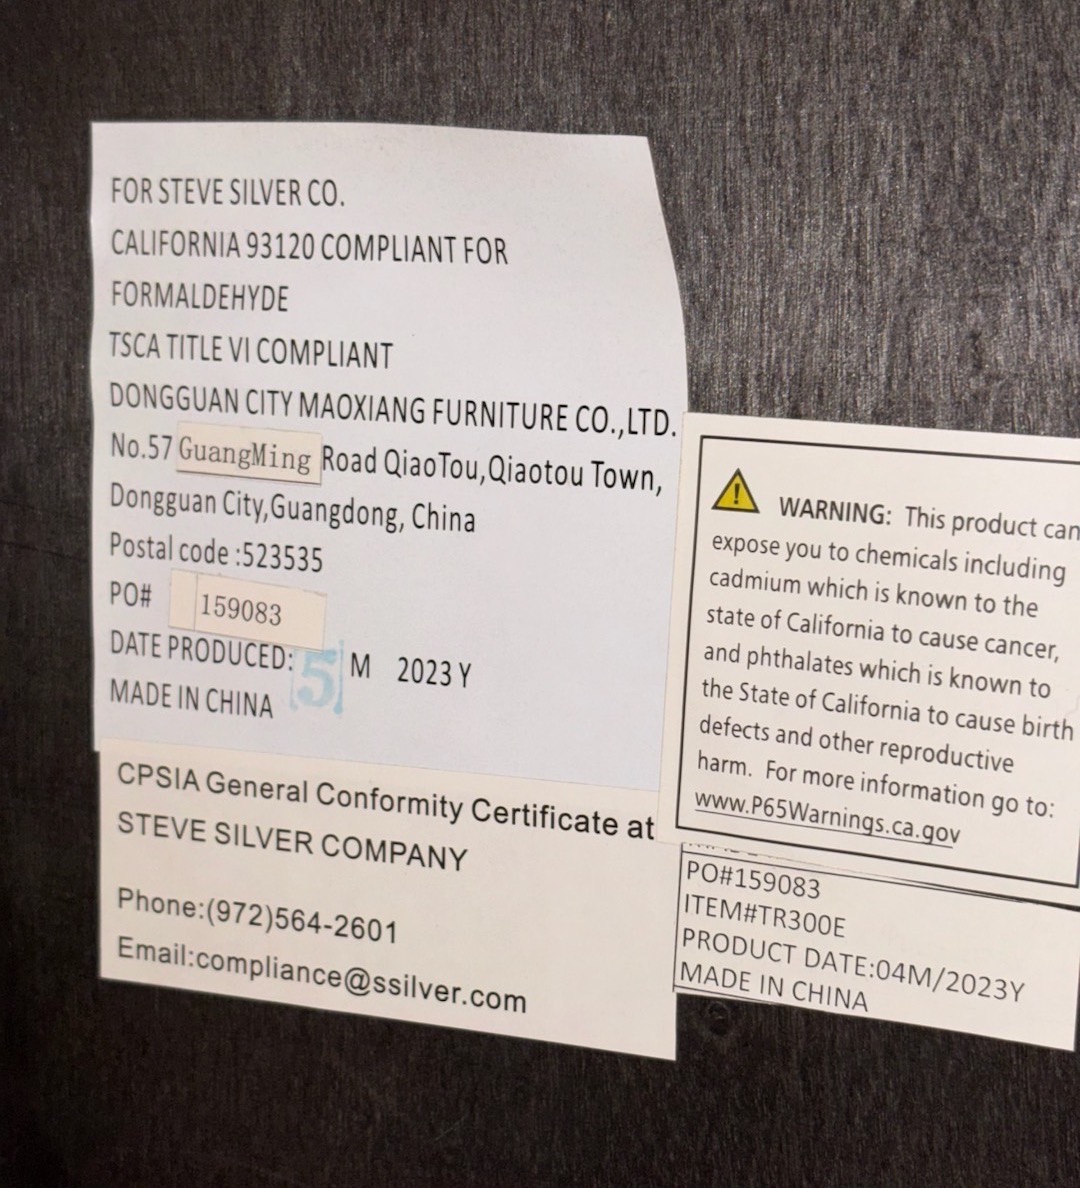 FOR STEVE SILVER CO.
CALIFORNIA 93120 COMPLIANT FOR
FORMALDEHYDE
TSCA TITLE VI COMPLIANT
DONGGUAN CITY MAOXIANG FURNITURE CO.,LTD.
No.57 GuangMing Road QiaoTou,Qiaotou Town,
Dongguan City,Guangdong, China
Postal code :523535
PO# 159083
DATE PRODUCED: 5 M 2023 Y
MADE IN CHINA
CPSIA General Conformity Certificate at
STEVE SILVER COMPANY
Phone:(972)564-2601
Email:compliance@ssilver.com
WARNING: This product can
expose you to chemicals including
cadmium which is known to the
state of California to cause cancer,
and phthalates which is known to
the State of California to cause birth
defects and other reproductive
harm. For more information go to:
www.P65Warnings.ca.gov
PO#159083
ITEM#TR300E
PRODUCT DATE:04M/2023Y
MADE IN CHINA